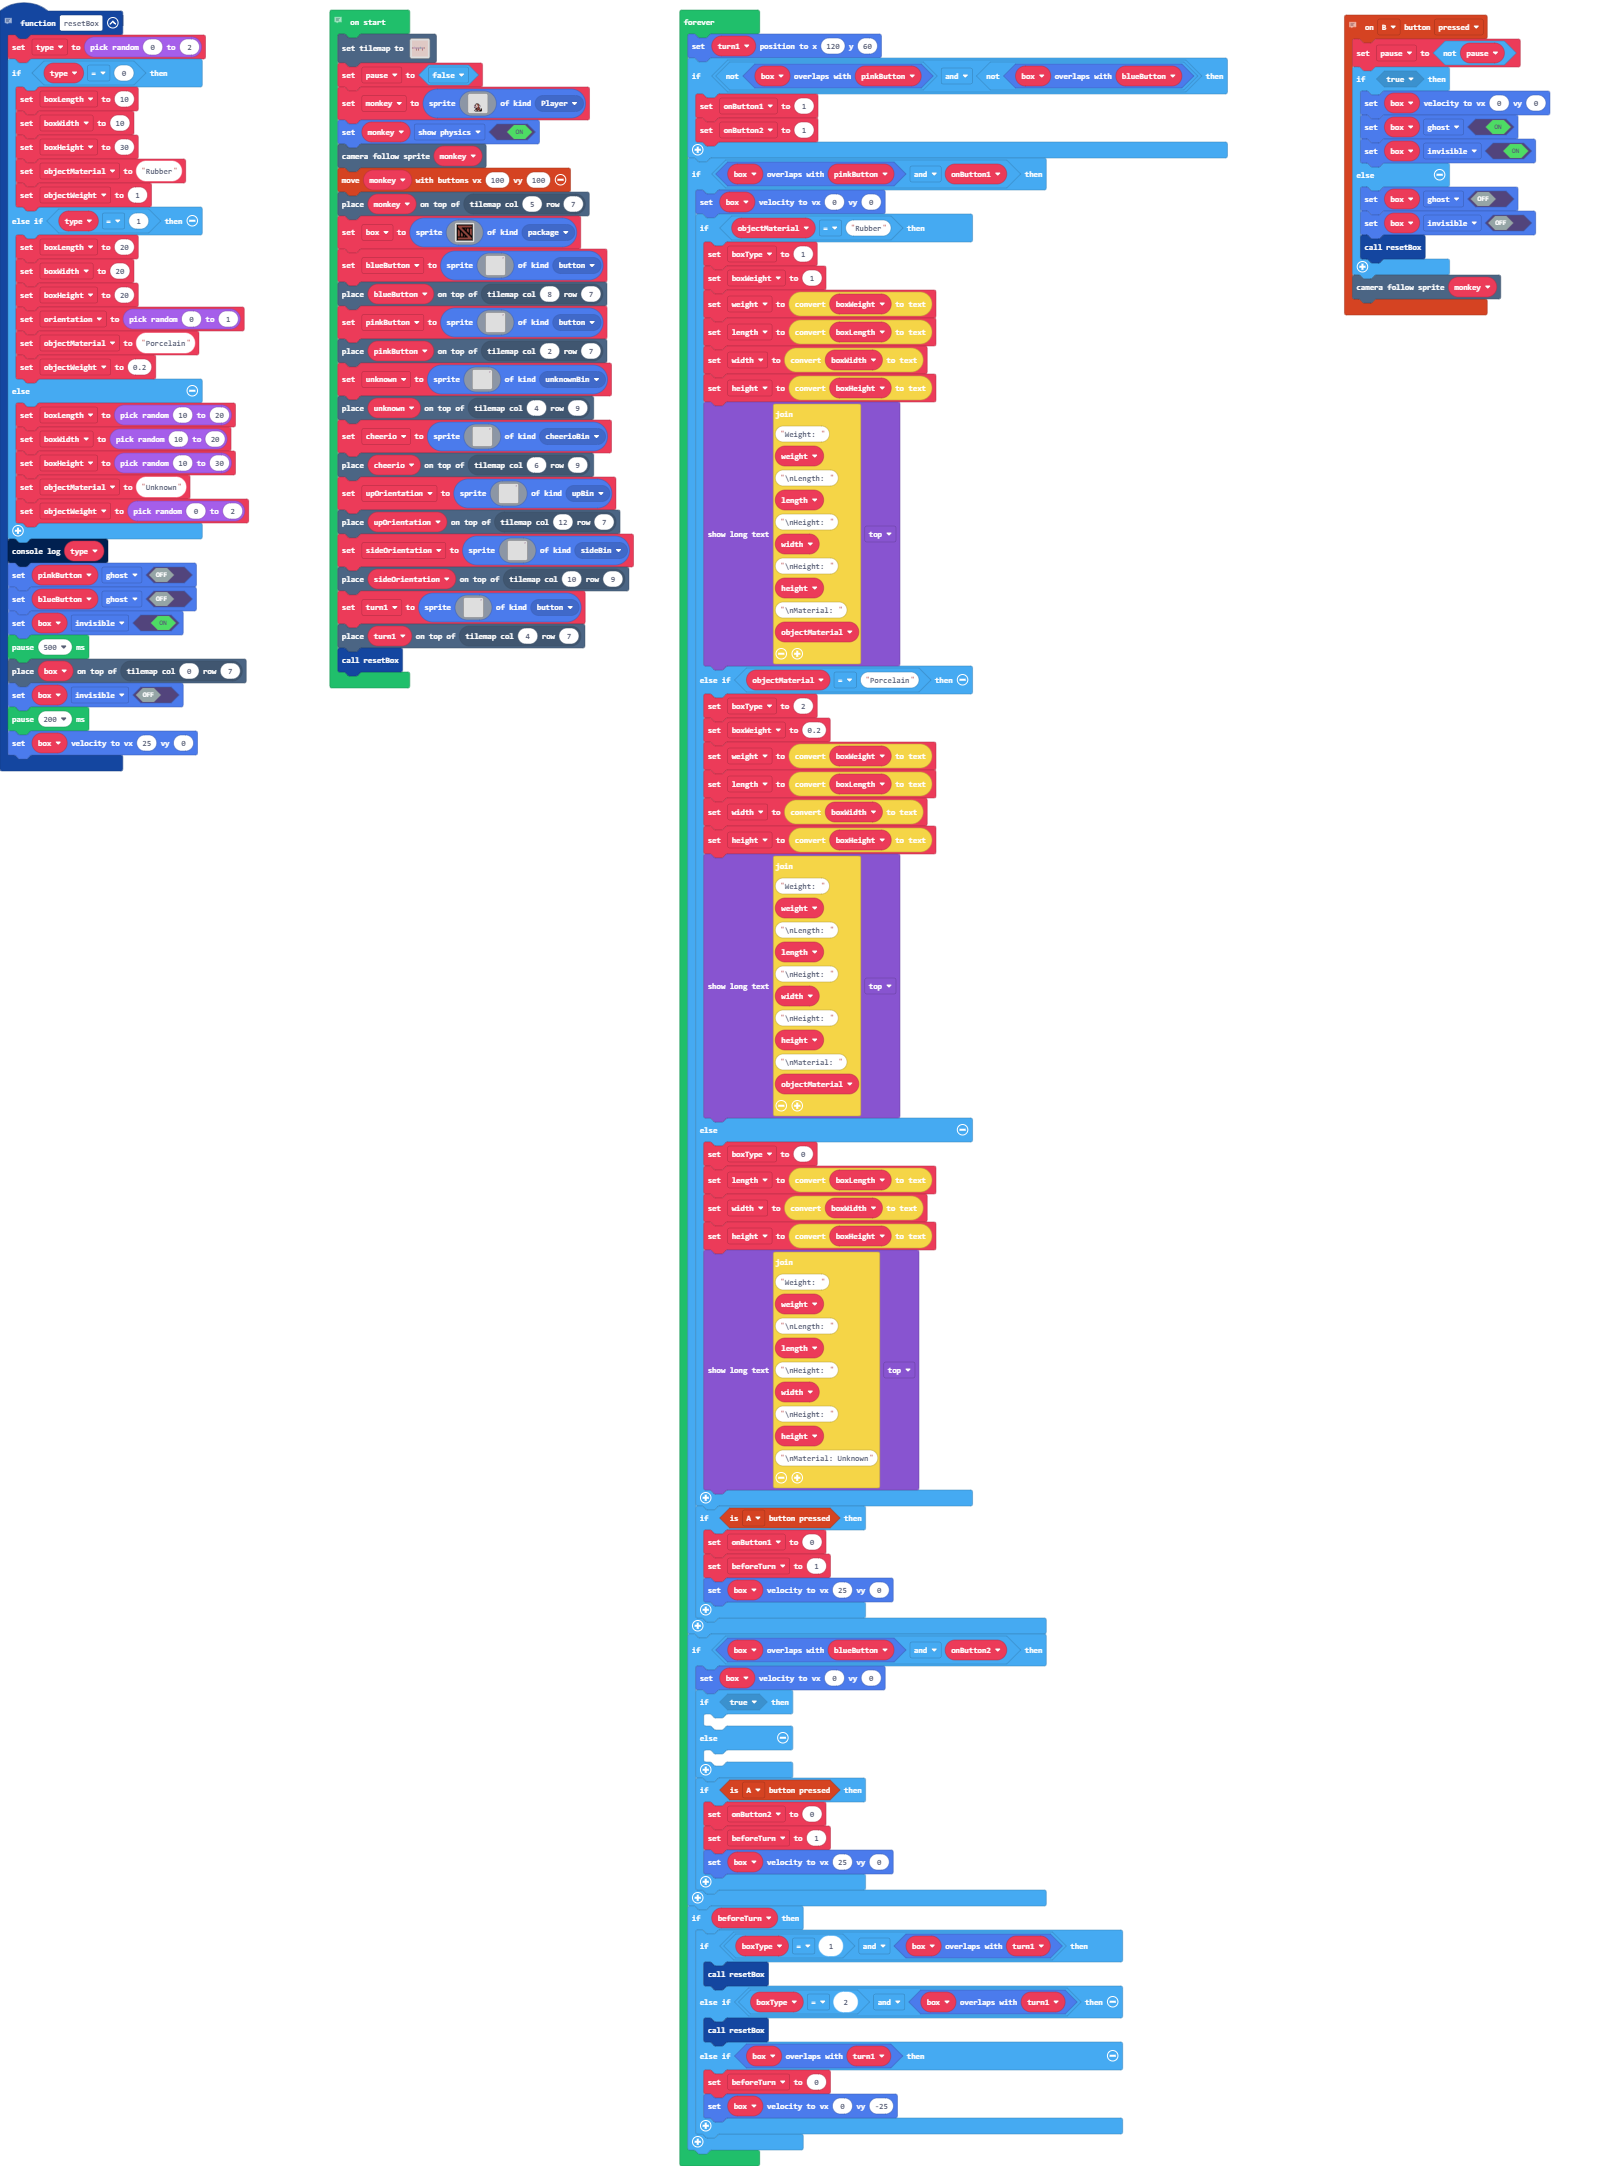 function resetBox
set type to pick random 0 to 2
if type = 0 then
set boxLength to 10
set boxWidth to 10
set boxHeight to 30
set objectMaterial to "Rubber"
set objectWeight to 1
else if type = 1 then
set boxLength to 20
set boxWidth to 20
set boxHeight to 20
set orientation to pick random 0 to 1
set objectMaterial to "Porcelain"
set objectWeight to 0.2
else
set boxLength to pick random 10 to 20
set boxWidth to pick random 10 to 20
set boxHeight to pick random 10 to 30
set objectMaterial to "Unknown"
set objectWeight to pick random 0 to 2
console log type
set pinkButton ghost OFF
set blueButton ghost OFF
set box invisible ON
pause 500 ms
place box on top of tilemap col 0 row 7
set box invisible OFF
pause 200 ms
set box velocity to vx 25 vy 0
on start
set tilemap to
set pause to false
set monkey to sprite of kind Player
set monkey show physics ON
camera follow sprite monkey
move monkey with buttons vx 100 vy 100
place monkey on top of tilemap col 5 row 7
set box to sprite of kind package
set blueButton to sprite of kind button
place blueButton on top of tilemap col 8 row 7
set pinkButton to sprite of kind button
place pinkButton on top of tilemap col 2 row 7
set unknown to sprite of kind unknownBin
place unknown on top of tilemap col 4 row 9
set cheerio to sprite of kind cheerioBin
place cheerio on top of tilemap col 6 row 9
set upOrientation to sprite of kind upBin
place upOrientation on top of tilemap col 12 row 7
set sideOrientation to sprite of kind sideBin
place sideOrientation on top of tilemap col 10 row 9
set turn1 to sprite of kind button
place turn1 on top of tilemap col 4 row 7
call resetBox
forever
set turn1 position to x 120 y 60
if not box overlaps with pinkButton and not box overlaps with blueButton then
set onButton1 to 1
set onButton2 to 1
if box overlaps with pinkButton and onButton1 then
set box velocity to vx 0 vy 0
if objectMaterial = "Rubber" then
set boxType to 1
set boxWeight to 1
set weight to convert boxWeight to text
set length to convert boxLength to text
set width to convert boxWidth to text
set height to convert boxHeight to text
join
"Weight: "
weight
"\nLength: "
length
"\nHeight: "
show long text width top
"\nHeight: "
height
"\nMaterial: "
objectMaterial
else if objectMaterial = "Porcelain" then
set boxType to 2
set boxWeight to 0.2
set weight to convert boxWeight to text
set length to convert boxLength to text
set width to convert boxWidth to text
set height to convert boxHeight to text
join
"Weight: "
weight
"\nLength: "
length
"\nHeight: "
show long text width top
"\nHeight: "
height
"\nMaterial: "
objectMaterial
else
set boxType to 0
set length to convert boxLength to text
set width to convert boxWidth to text
set height to convert boxHeight to text
join
"Weight: "
weight
"\nLength: "
length
show long text "\nHeight: " top
width
"\nHeight: "
height
"\nMaterial: Unknown"
if is A button pressed then
set onButton1 to 0
set beforeTurn to 1
set box velocity to vx 25 vy 0
if box overlaps with blueButton and onButton2 then
set box velocity to vx 0 vy 0
if true then
else
if is A button pressed then
set onButton2 to 0
set beforeTurn to 1
set box velocity to vx 25 vy 0
if beforeTurn then
if boxType = 1 and box overlaps with turn1 then
call resetBox
else if boxType = 2 and box overlaps with turn1 then
call resetBox
else if box overlaps with turn1 then
set beforeTurn to 0
set box velocity to vx 0 vy -25
on B button pressed
set pause to not pause
if true then
set box velocity to vx 0 vy 0
set box ghost ON
set box invisible ON
else
set box ghost OFF
set box invisible OFF
call resetBox
camera follow sprite monkey